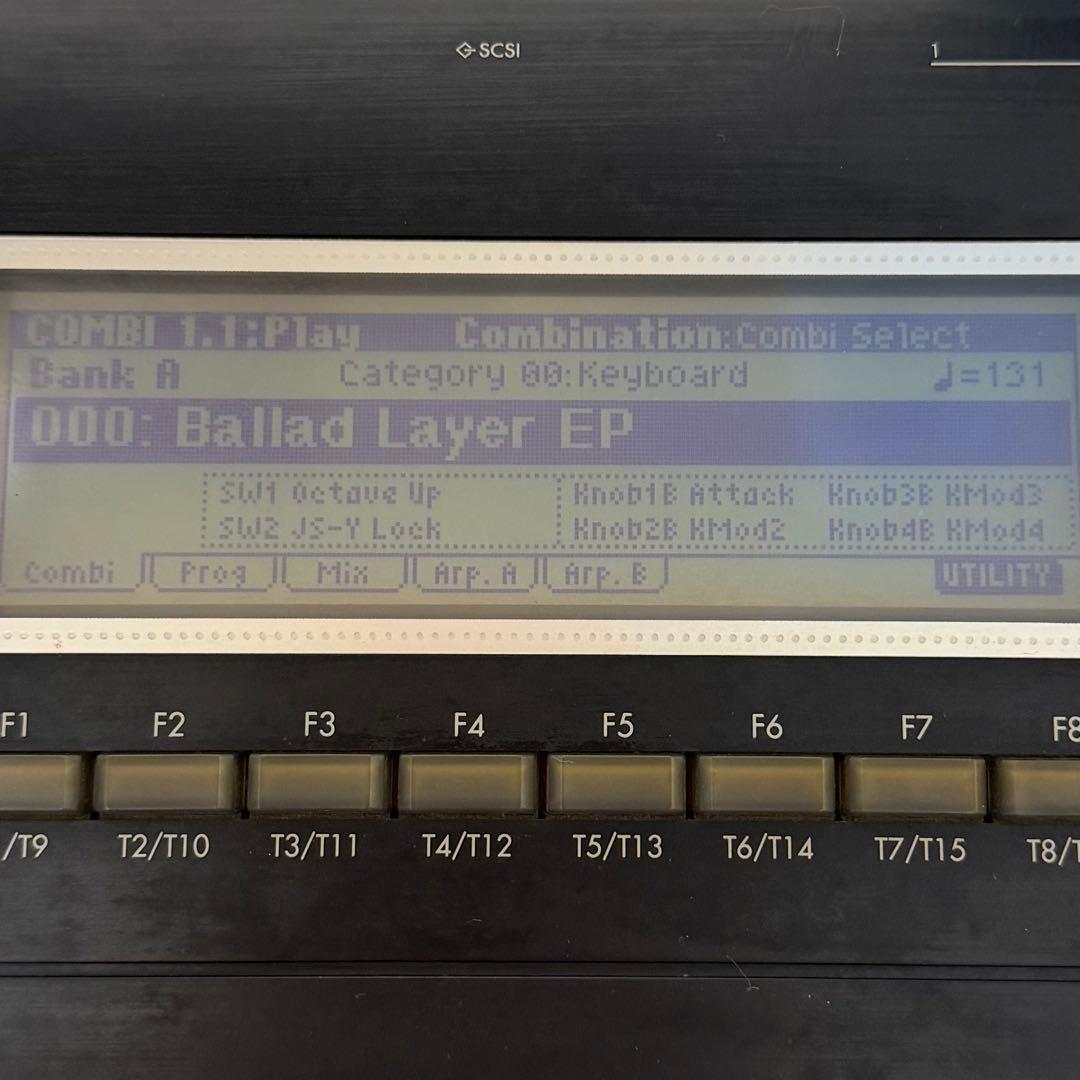 SCSI
1
COMBI 1.1:Play Combination:Combi Select
Bank A Category 00:Keyboard ♩=131
000: Ballad Layer EP
SW1 Octave Up Knob1B Attack Knob3B KMod3
SW2 JS-Y Lock Knob2B KMod2 Knob4B KMod4
Combi Prog Mix Arp. A Arp. B UTILITY
F1 F2 F3 F4 F5 F6 F7 F8
/T9 T2/T10 T3/T11 T4/T12 T5/T13 T6/T14 T7/T15 T8/T